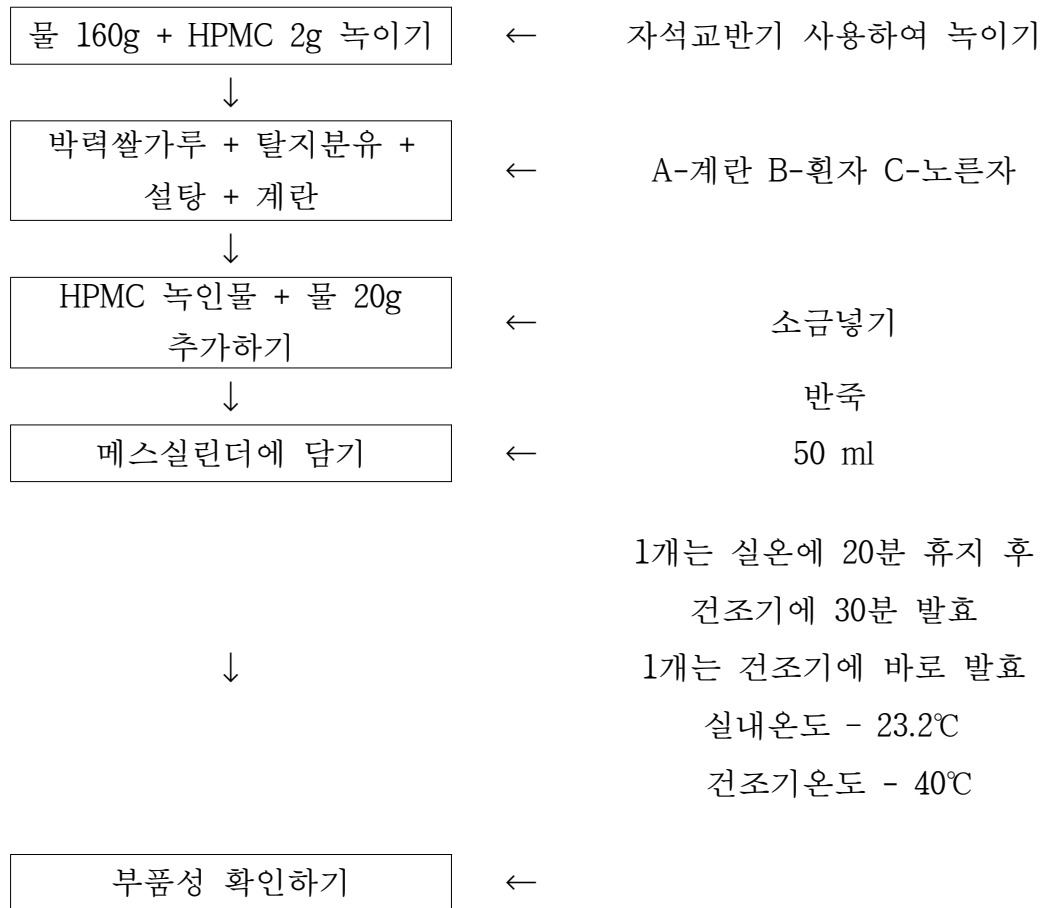 물 160g + HPMC 2g 녹이기 ← 자석교반기 사용하여 녹이기
↓
박력쌀가루 + 탈지분유 +
설탕 + 계란
← A-계란 B-흰자 C-노른자
↓
HPMC 녹인물 + 물 20g
추가하기
← 소금넣기
↓
반죽
메스실린더에 담기 ← 50 ml
↓
1개는 실온에 20분 휴지 후
건조기에 30분 발효
1개는 건조기에 바로 발효
실내온도 - 23.2℃
건조기온도 - 40℃
부품성 확인하기 ←